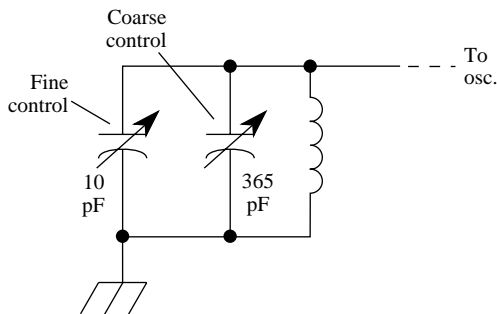 Coarse
control
To
osc.
Fine
control
10
pF
365
pF